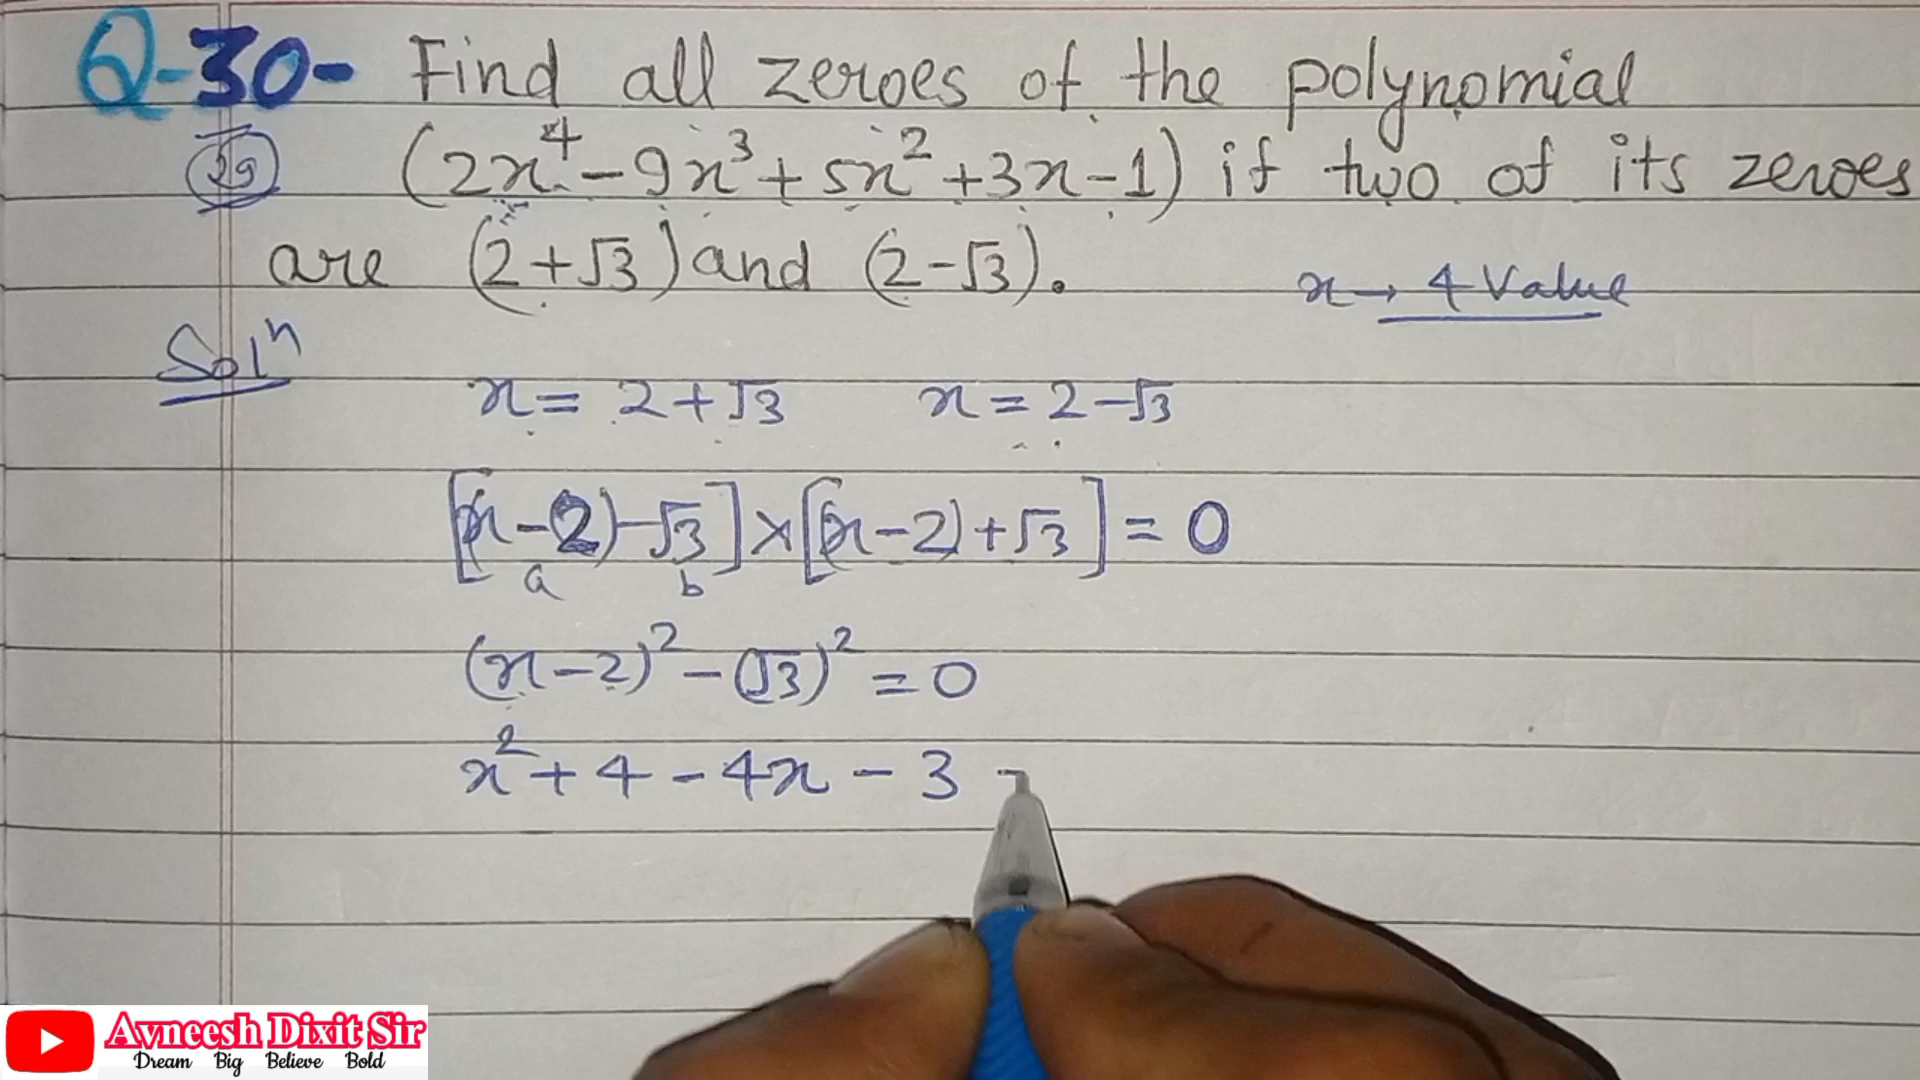 Q-30- Find all zeroes of the polynomial
29 (2x⁴-9x³+5x²+3x-1) if two of its zeroes
are (2+√3) and (2-√3).
x→ 4 Value
Solⁿ
x= 2+√3 x=2-√3
[(x-2)-√3]×[(x-2)+√3]=0
a b
(x-2)²-(√3)²=0
x²+4-4x-3
Avneesh Dixit Sir
Dream Big Believe Bold